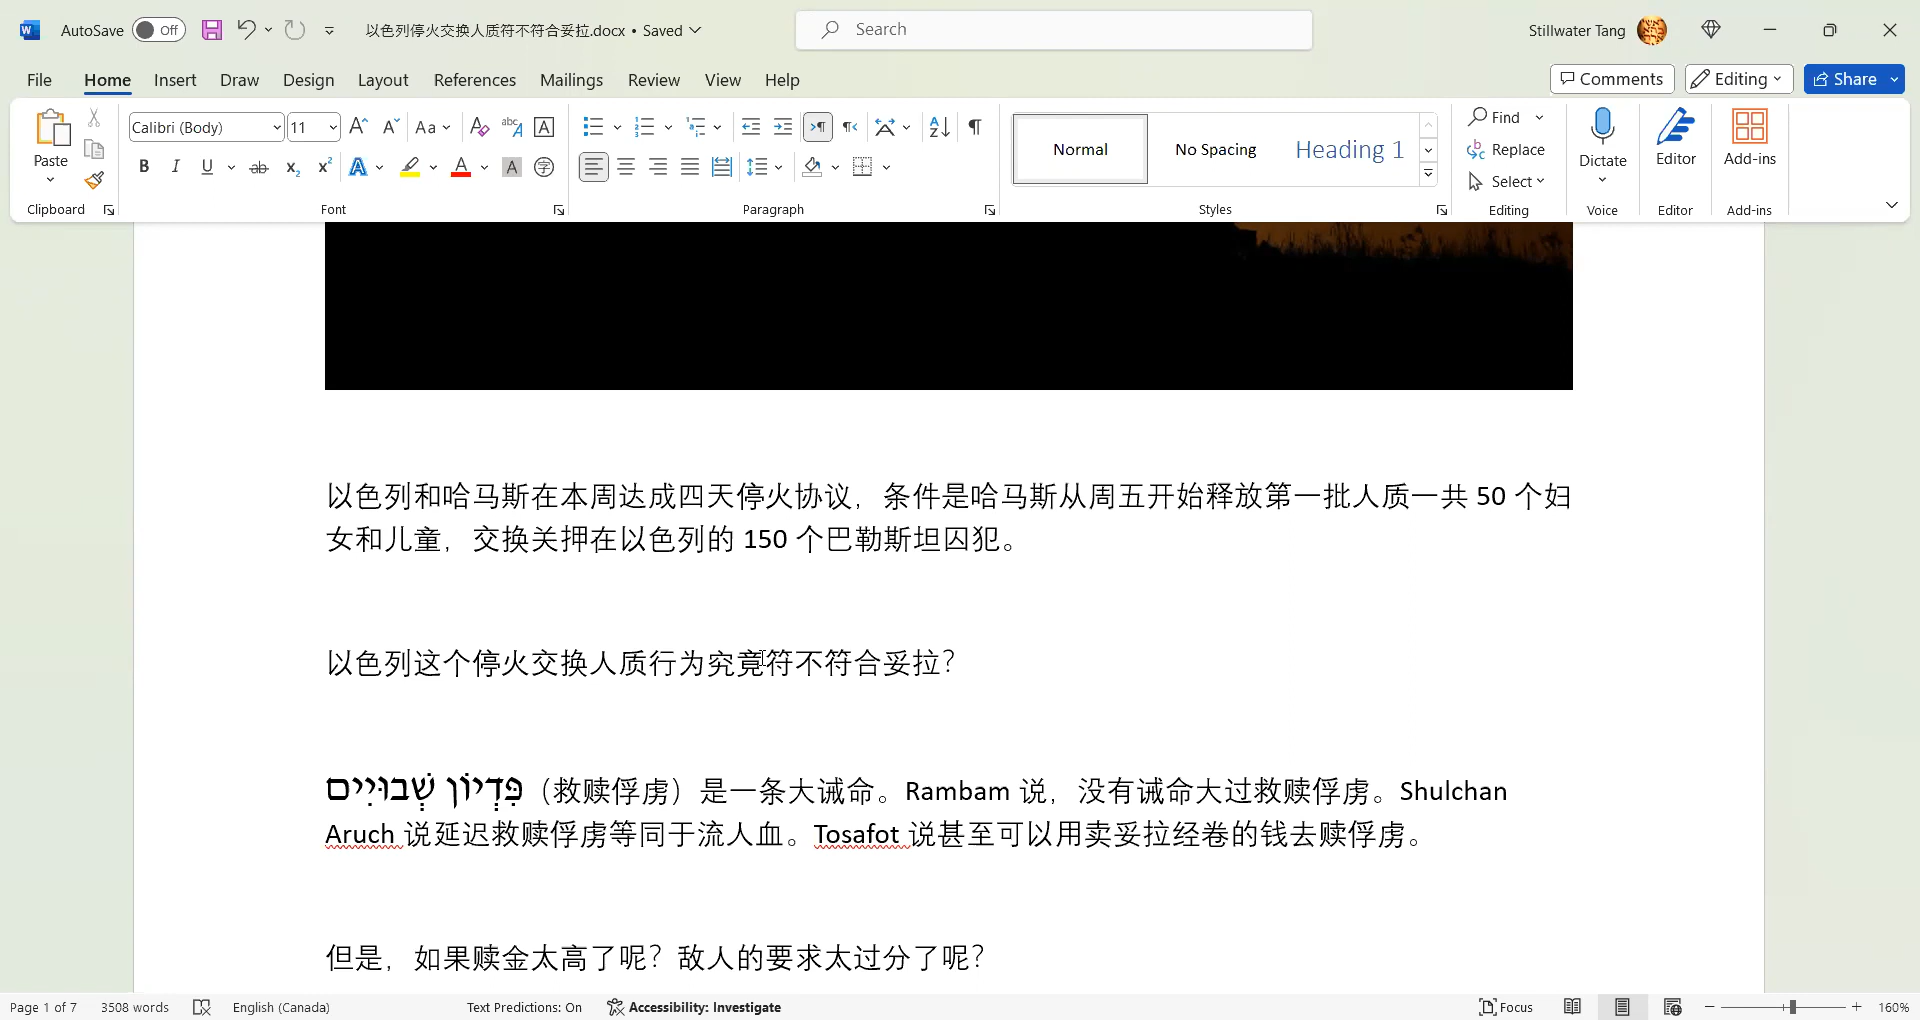 AutoSave Off 以色列停火交换人质符不符合妥拉.docx • Saved Search Stillwater Tang
File Home Insert Draw Design Layout References Mailings Review View Help Comments Editing Share
Paste
Clipboard
Calibri (Body) 11
Font
Paragraph
Normal No Spacing Heading 1
Styles
Find
Replace
Select
Editing
Dictate
Voice
Editor
Editor
Add-ins
Add-ins
以色列和哈马斯在本周达成四天停火协议，条件是哈马斯从周五开始释放第一批人质一共 50 个妇
女和儿童，交换关押在以色列的 150 个巴勒斯坦囚犯。
以色列这个停火交换人质行为究竟符不符合妥拉？
פִּדְיוֹן שְׁבוּיִים（救赎俘虏）是一条大诫命。Rambam 说，没有诫命大过救赎俘虏。Shulchan
Aruch 说延迟救赎俘虏等同于流人血。Tosafot 说甚至可以用卖妥拉经卷的钱去赎俘虏。
但是，如果赎金太高了呢？敌人的要求太过分了呢？
Page 1 of 7 3508 words English (Canada) Text Predictions: On Accessibility: Investigate Focus 160%